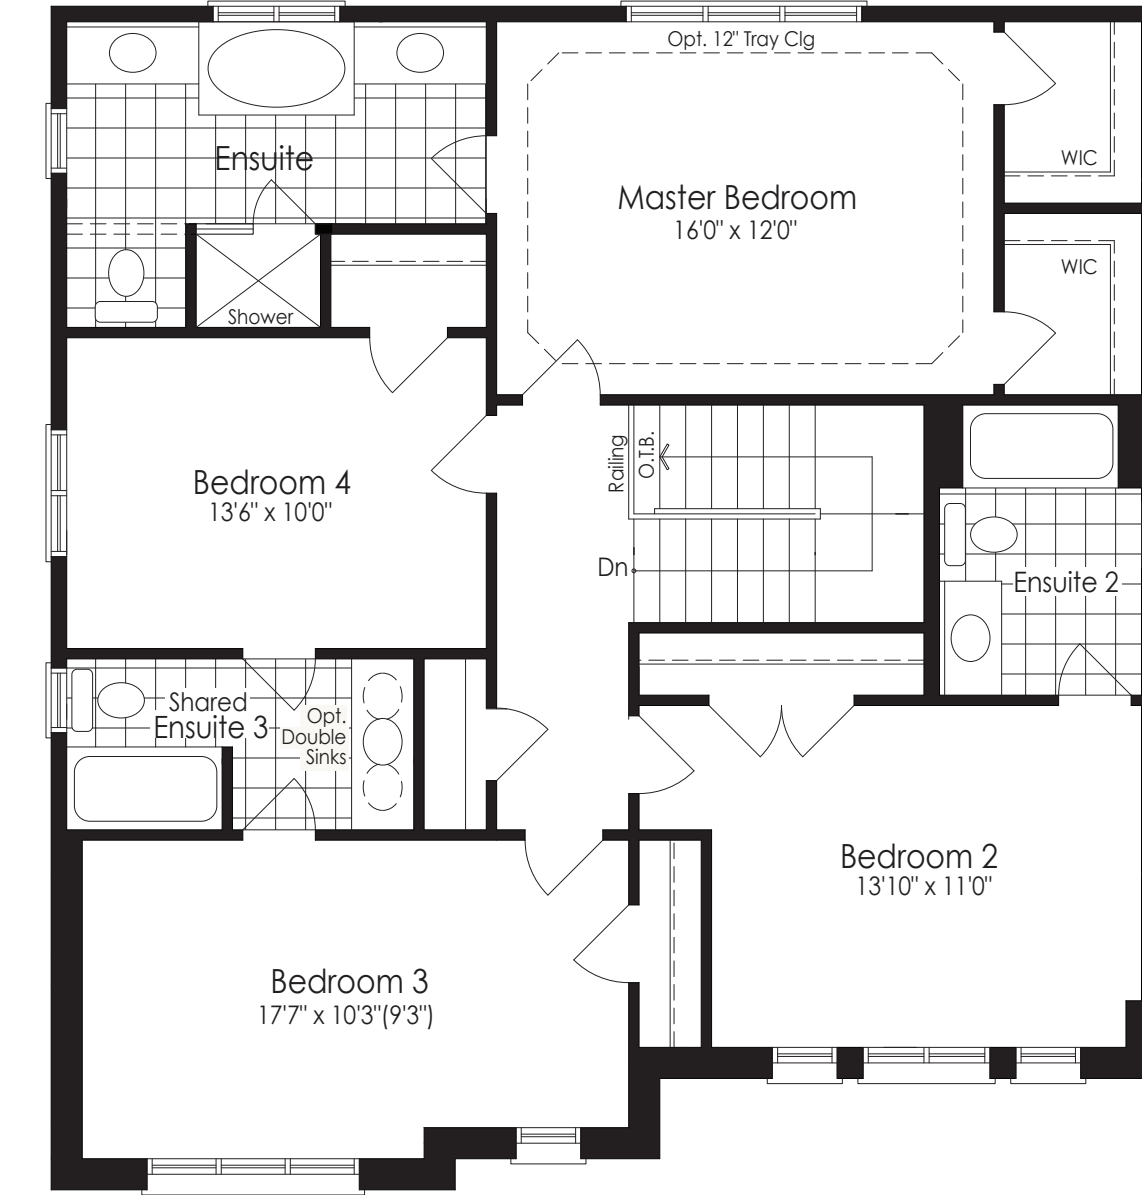 Opt. 12" Tray Clg
Ensuite
WIC
Master Bedroom
16'0" x 12'0"
WIC
Shower
Railing
O.T.B.
Bedroom 4
13'6" x 10'0"
Dn
Ensuite 2
Shared
Ensuite 3
Opt.
Double
Sinks
Bedroom 2
13'10" x 11'0"
Bedroom 3
17'7" x 10'3"(9'3")